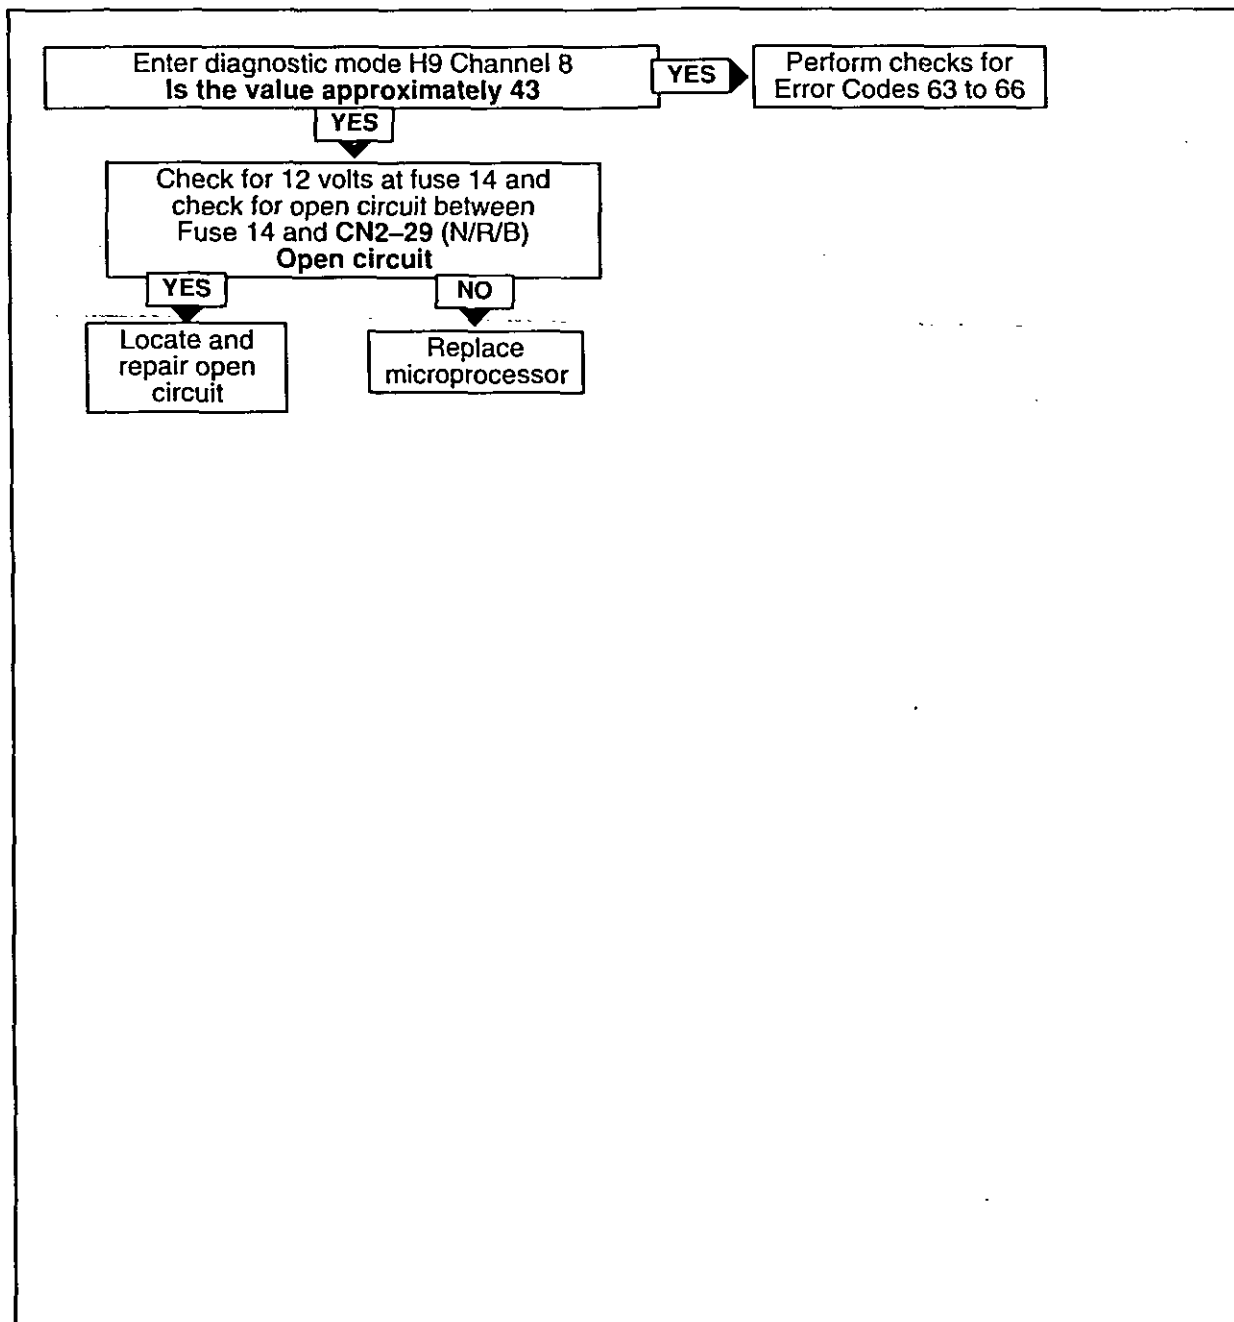 Enter diagnostic mode H9 Channel 8
Is the value approximately 43
YES
Perform checks for
Error Codes 63 to 66
YES
Check for 12 volts at fuse 14 and
check for open circuit between
Fuse 14 and CN2–29 (N/R/B)
Open circuit
YES
NO
Locate and
repair open
circuit
Replace
microprocessor